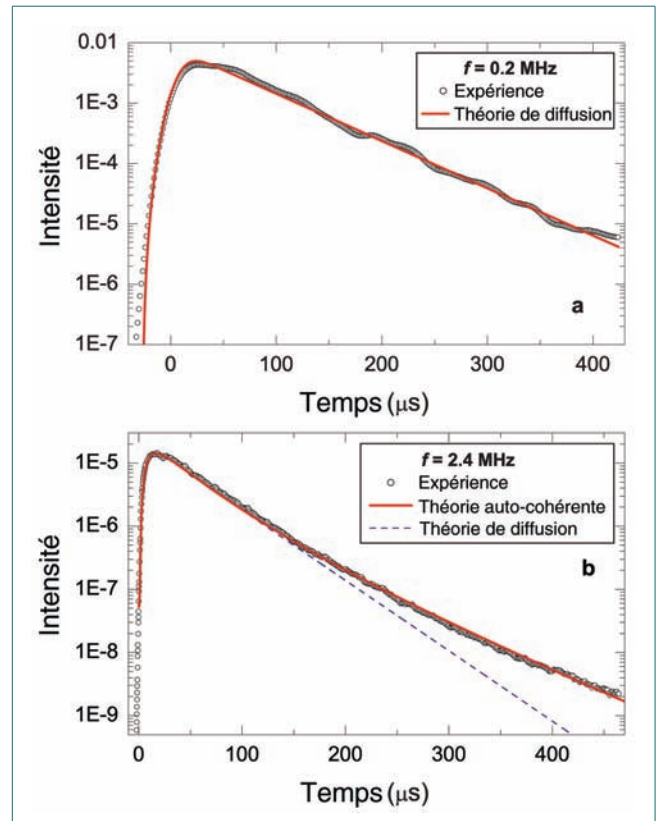 0.01
1E-3
1E-4
1E-5
1E-6
1E-7
Intensité
f = 0.2 MHz
Expérience
Théorie de diffusion
a
0 100 200 300 400
Temps (μs)
1E-5
1E-6
1E-7
1E-8
1E-9
Intensité
f = 2.4 MHz
Expérience
Théorie auto-cohérente
Théorie de diffusion
b
0 100 200 300 400
Temps (μs)